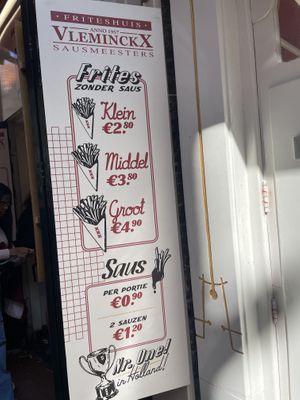 FRITESHUIS
ANNO 1887
VLEMINCKX
SAUSMEESTERS
Frites
ZONDER SAUS
Klein
€2.80
Middel
€3.80
Groot
€4.90
Saus
PER PORTIE
€0.90
2 SAUZEN
€1.20
Nr. One!
in Holland!